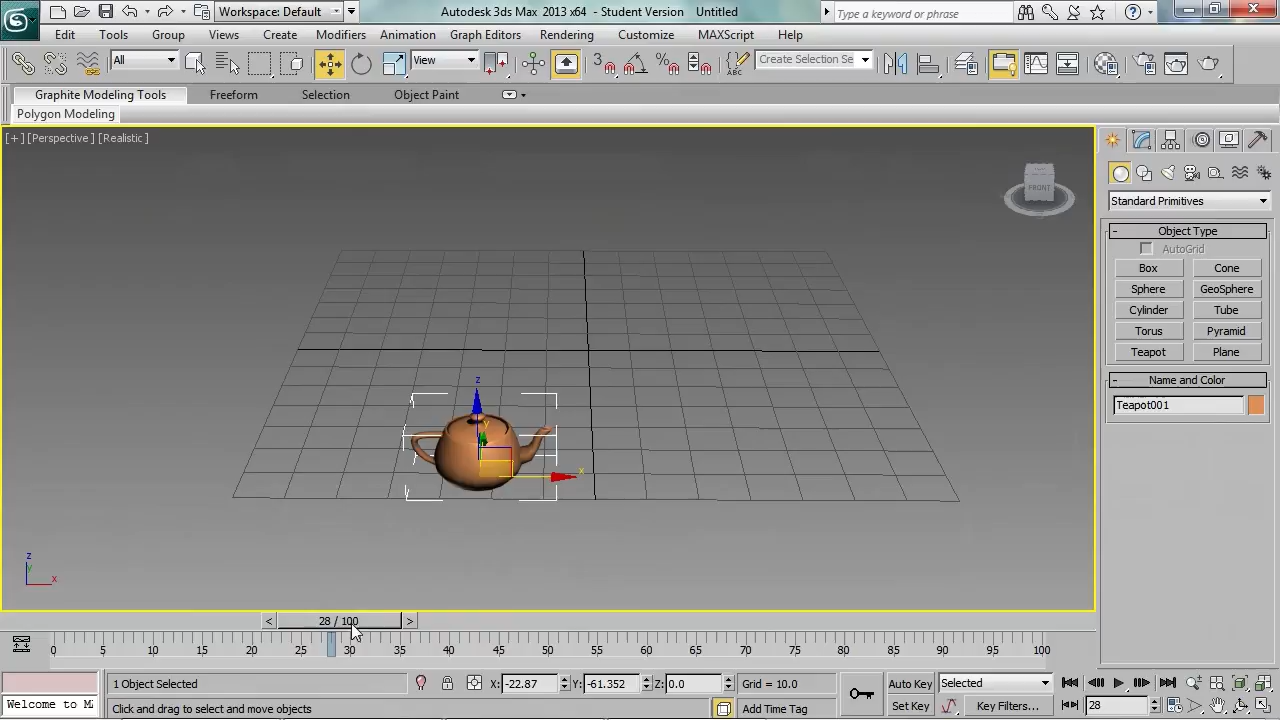 Workspace: Default
Autodesk 3ds Max 2013 x64 - Student Version Untitled
Type a keyword or phrase
Edit Tools Group Views Create Modifiers Animation Graph Editors Rendering Customize MAXScript Help
All
View
3
Create Selection Se
ABC
Graphite Modeling Tools Freeform Selection Object Paint
Polygon Modeling
[+] [Perspective] [Realistic]
FRONT
Standard Primitives
- Object Type
AutoGrid
Box Cone
Sphere GeoSphere
Cylinder Tube
Torus Pyramid
Teapot Plane
- Name and Color
Teapot001
z
y
x
z
y
x
< 28 / 100 >
0 5 10 15 20 25 30 35 40 45 50 55 60 65 70 75 80 85 90 95 100
1 Object Selected
X: -22.87 Y: -61.352 Z: 0.0 Grid = 10.0
Auto Key Selected
Welcome to M
Click and drag to select and move objects
Add Time Tag
Set Key Key Filters... 28